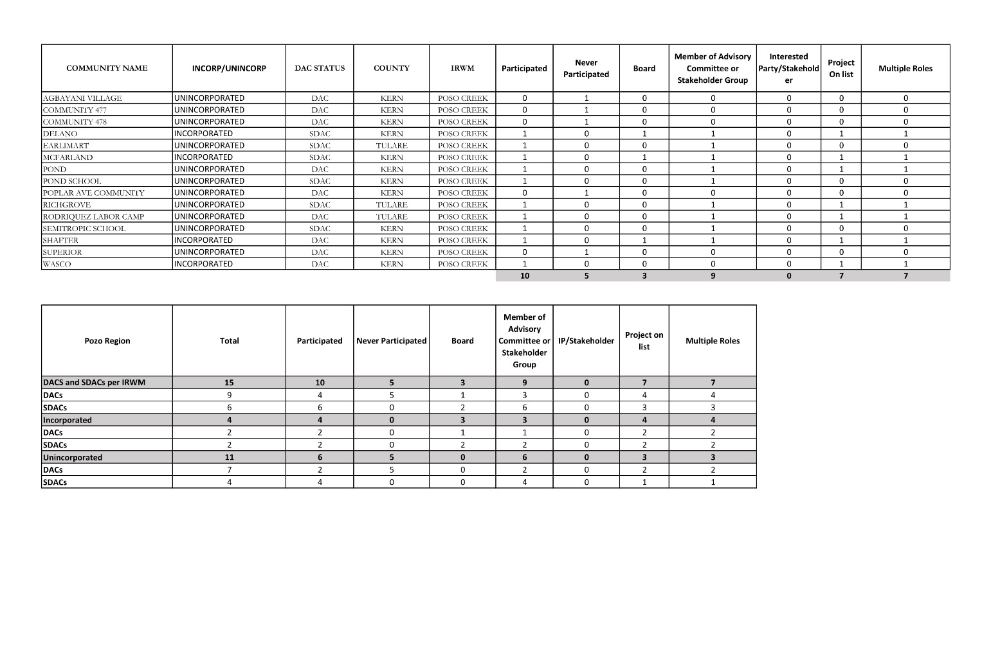 COMMUNITY NAME INCORP/UNINCORP DAC STATUS COUNTY IRWM Participated Never Participated Board Member of Advisory Committee or Stakeholder Group Interested Party/Stakeholder Project On list Multiple Roles
AGBAYANI VILLAGE UNINCORPORATED DAC KERN POSO CREEK 0 1 0 0 0 0 0
COMMUNITY 477 UNINCORPORATED DAC KERN POSO CREEK 0 1 0 0 0 0 0
COMMUNITY 478 UNINCORPORATED DAC KERN POSO CREEK 0 1 0 0 0 0 0
DELANO INCORPORATED SDAC KERN POSO CREEK 1 0 1 1 0 1 1
EARLIMART UNINCORPORATED SDAC TULARE POSO CREEK 1 0 0 1 0 0 0
MCFARLAND INCORPORATED SDAC KERN POSO CREEK 1 0 1 1 0 1 1
POND UNINCORPORATED DAC KERN POSO CREEK 1 0 0 1 0 1 1
POND SCHOOL UNINCORPORATED SDAC KERN POSO CREEK 1 0 0 1 0 0 0
POPLAR AVE COMMUNITY UNINCORPORATED DAC KERN POSO CREEK 0 1 0 0 0 0 0
RICHGROVE UNINCORPORATED SDAC TULARE POSO CREEK 1 0 0 1 0 1 1
RODRIQUEZ LABOR CAMP UNINCORPORATED DAC TULARE POSO CREEK 1 0 0 1 0 1 1
SEMITROPIC SCHOOL UNINCORPORATED SDAC KERN POSO CREEK 1 0 0 1 0 0 0
SHAFTER INCORPORATED DAC KERN POSO CREEK 1 0 1 1 0 1 1
SUPERIOR UNINCORPORATED DAC KERN POSO CREEK 0 1 0 0 0 0 0
WASCO INCORPORATED DAC KERN POSO CREEK 1 0 0 0 0 1 1
10 5 3 9 0 7 7
Pozo Region Total Participated Never Participated Board Member of Advisory Committee or Stakeholder Group IP/Stakeholder Project on list Multiple Roles
DACS and SDACs per IRWM 15 10 5 3 9 0 7 7
DACs 9 4 5 1 3 0 4 4
SDACs 6 6 0 2 6 0 3 3
Incorporated 4 4 0 3 3 0 4 4
DACs 2 2 0 1 1 0 2 2
SDACs 2 2 0 2 2 0 2 2
Unincorporated 11 6 5 0 6 0 3 3
DACs 7 2 5 0 2 0 2 2
SDACs 4 4 0 0 4 0 1 1